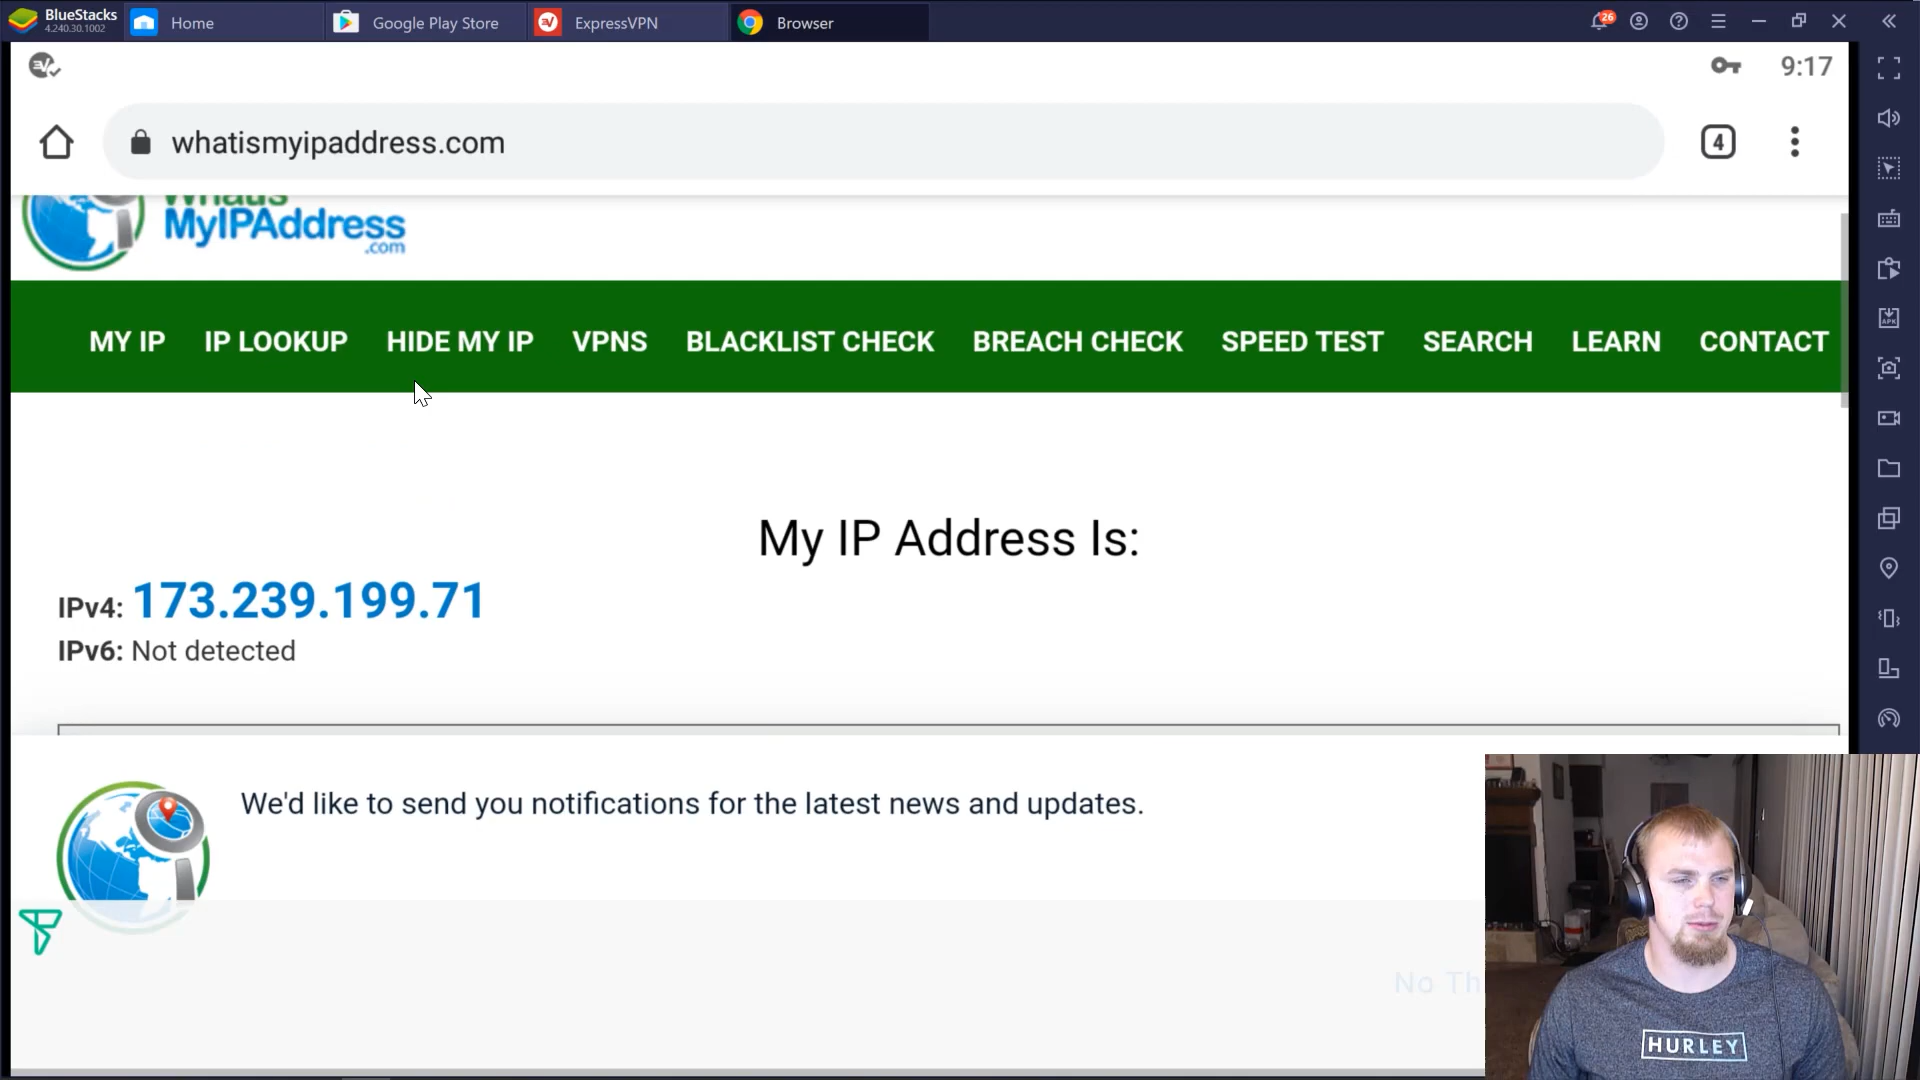 BlueStacks
4.240.30.1002
Home
Google Play Store
ExpressVPN
Browser
26
9:17
whatismyipaddress.com
4
MyIPAddress
.com
MY IP
IP LOOKUP
HIDE MY IP
VPNS
BLACKLIST CHECK
BREACH CHECK
SPEED TEST
SEARCH
LEARN
CONTACT
My IP Address Is:
IPv4: 173.239.199.71
IPv6: Not detected
We'd like to send you notifications for the latest news and updates.
No Th
HURLEY